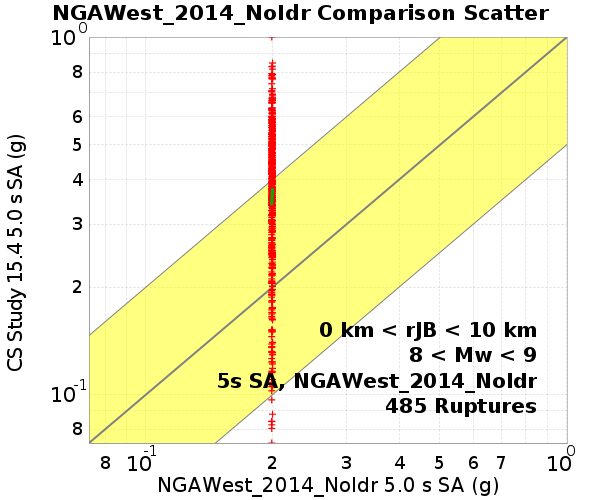 NGAWest_2014_NoIdr Comparison Scatter
10^0
8
6
5
4
3
2
10^-1
8
CS Study 15.4 5.0 s SA (g)
0 km < rJB < 10 km
8 < Mw < 9
5s SA, NGAWest_2014_NoIdr
485 Ruptures
8 10^-1 2 3 4 5 6 7 8 10^0
NGAWest_2014_NoIdr 5.0 s SA (g)